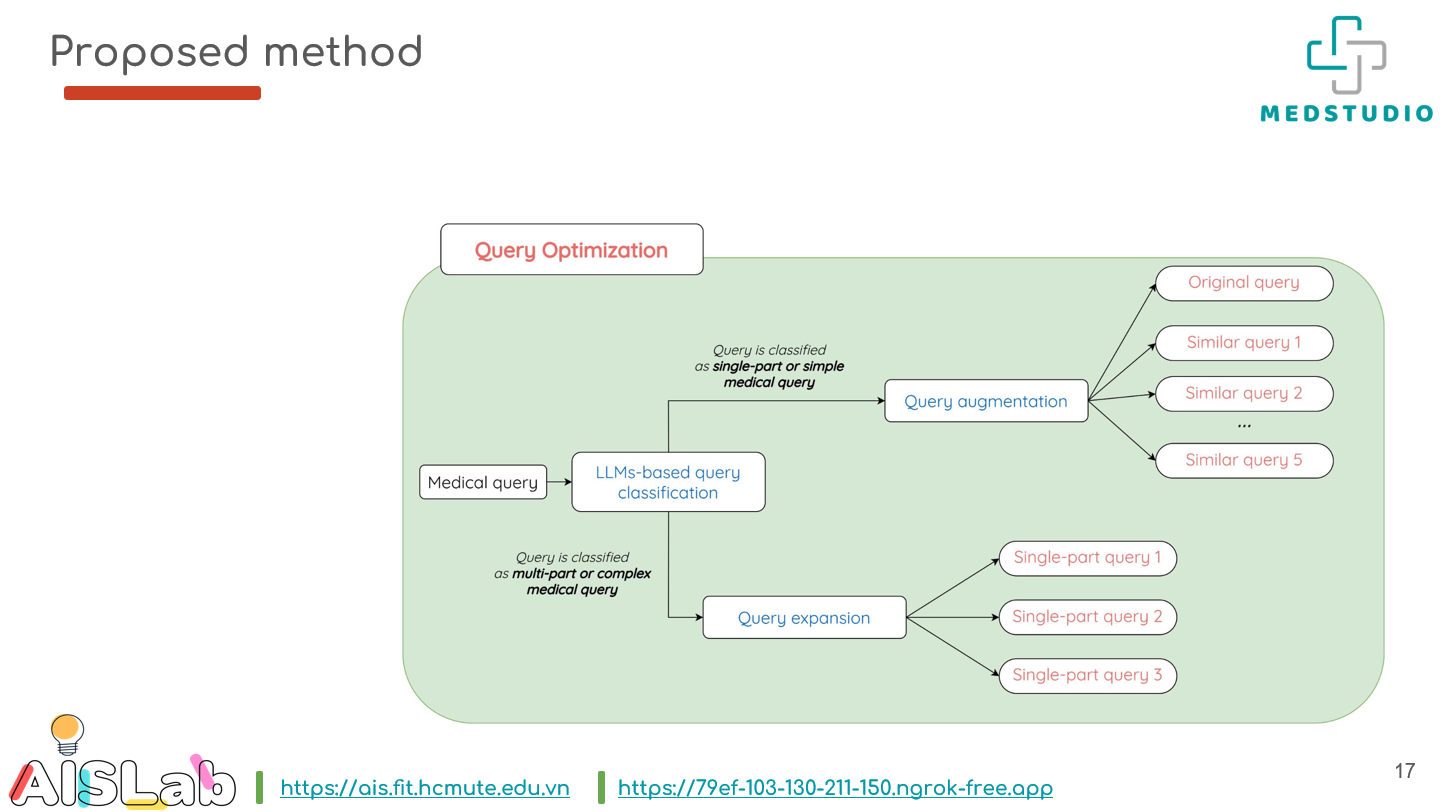 Proposed method
MEDSTUDIO
Query Optimization
Original query
Similar query 1
Similar query 2
...
Similar query 5
Query is classified
as single-part or simple
medical query
Query augmentation
Medical query
LLMs-based query
classification
Query is classified
as multi-part or complex
medical query
Query expansion
Single-part query 1
Single-part query 2
Single-part query 3
AISLab
https://ais.fit.hcmute.edu.vn
https://79ef-103-130-211-150.ngrok-free.app
17